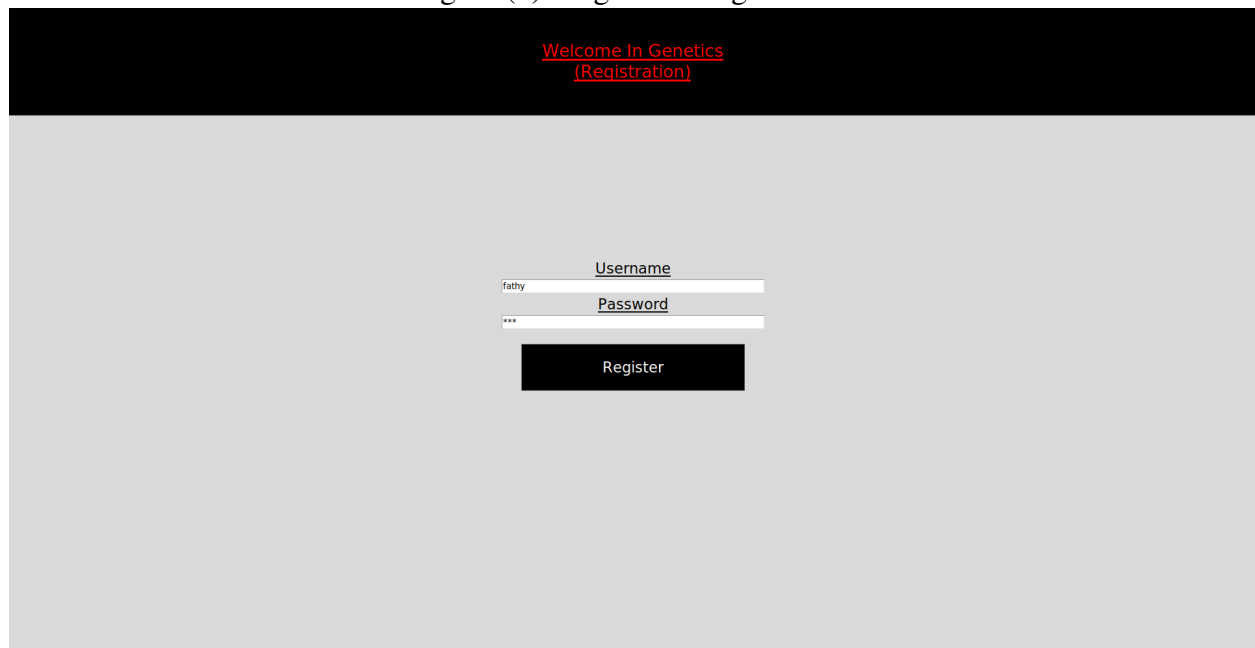 Welcome In Genetics
(Registration)
Username
fathy
Password
***
Register